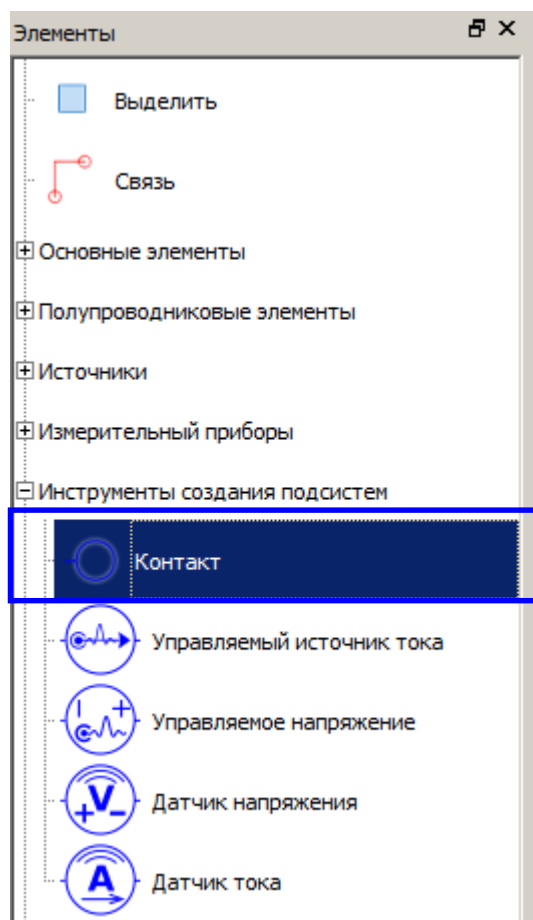 Элементы
Выделить
Связь
Основные элементы
Полупроводниковые элементы
Источники
Измерительный приборы
Инструменты создания подсистем
Контакт
Управляемый источник тока
Управляемое напряжение
V
Датчик напряжения
A
Датчик тока